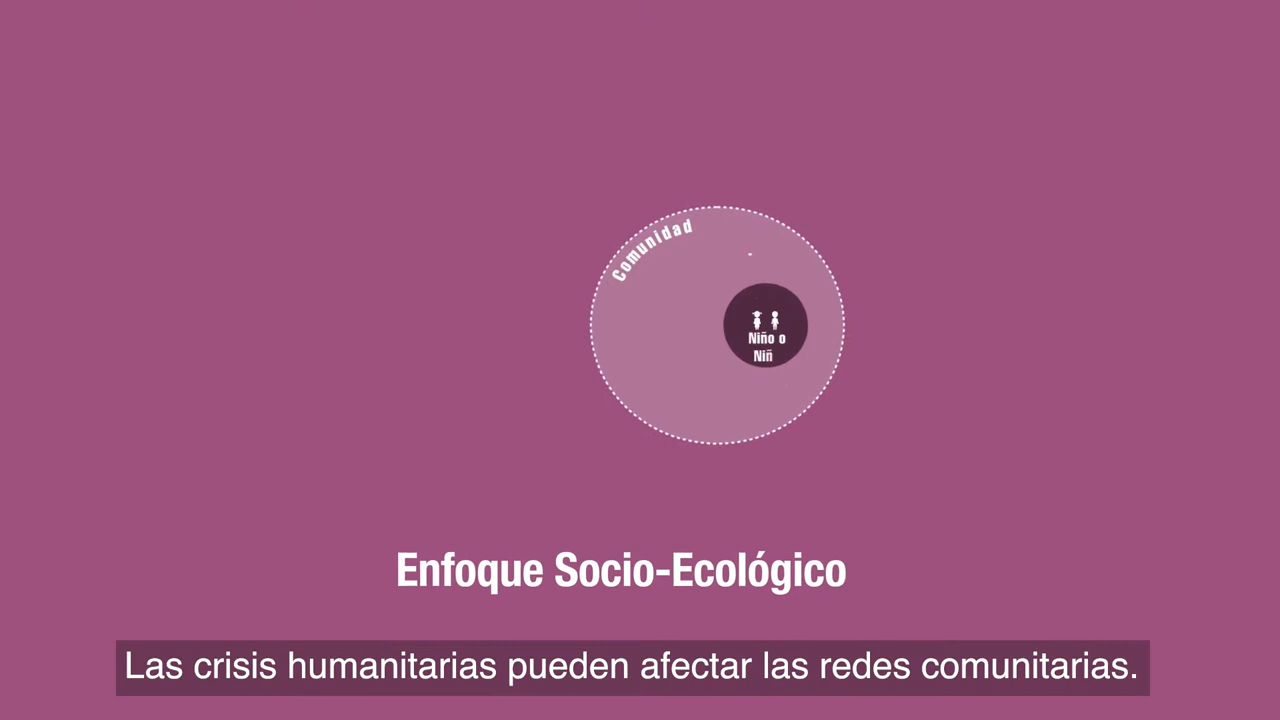 Comunidad
Niño o
Niñ
Enfoque Socio-Ecológico
Las crisis humanitarias pueden afectar las redes comunitarias.